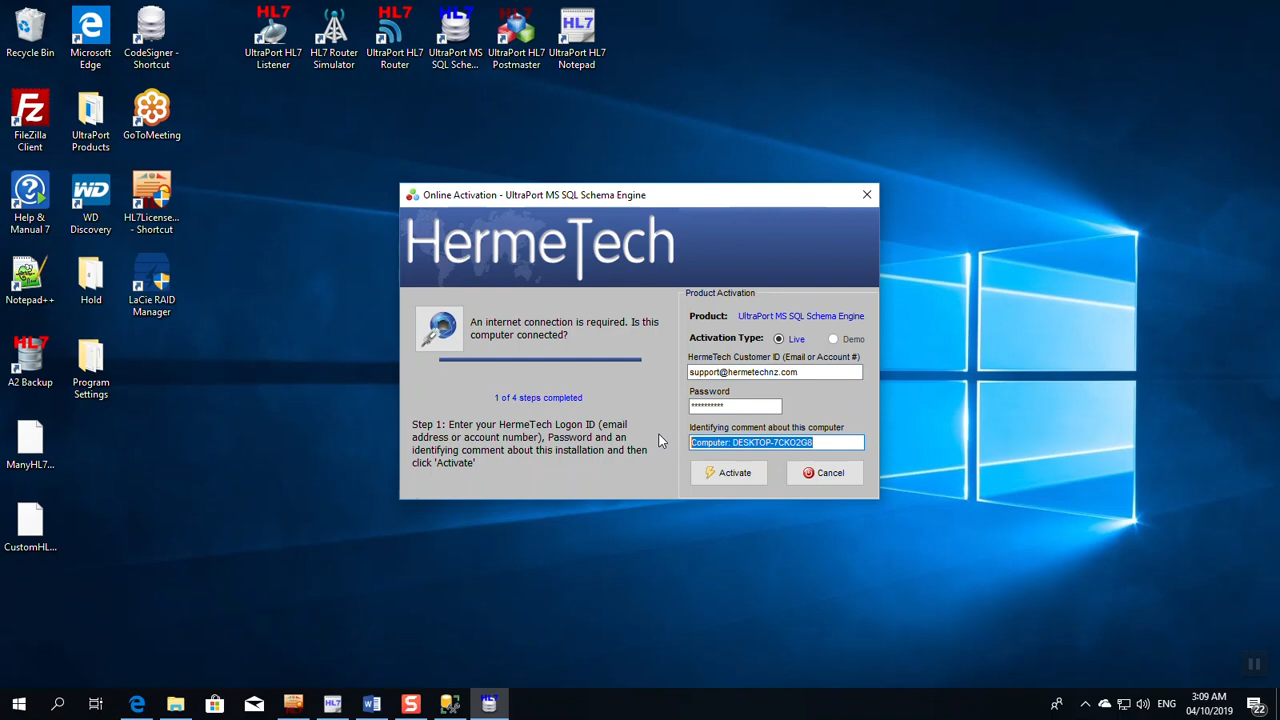 Recycle Bin
Microsoft
Edge
CodeSigner -
Shortcut
HL7
UltraPort HL7
Listener
HL7
HL7 Router
Simulator
HL7
UltraPort HL7
Router
HL7
UltraPort MS
SQL Sche...
UltraPort HL7
Postmaster
HL7
UltraPort HL7
Notepad
Fz
FileZilla
Client
UltraPort
Products
GoToMeeting
?
Help &
Manual 7
WD
WD
Discovery
HL7License...
- Shortcut
Notepad++
Hold
LaCie RAID
Manager
HL7
A2 Backup
Program
Settings
ManyHL7...
CustomHL...
Online Activation - UltraPort MS SQL Schema Engine
HermeTech
An internet connection is required. Is this
computer connected?
1 of 4 steps completed
Step 1: Enter your HermeTech Logon ID (email
address or account number), Password and an
identifying comment about this installation and then
click 'Activate'
Product Activation
Product: UltraPort MS SQL Schema Engine
Activation Type: Live Demo
HermeTech Customer ID (Email or Account #)
support@hermetechnz.com
Password
**********
Identifying comment about this computer
Computer: DESKTOP-7CKO2G8
Activate Cancel
HL7
S
HL7
ENG
3:09 AM
04/10/2019
22